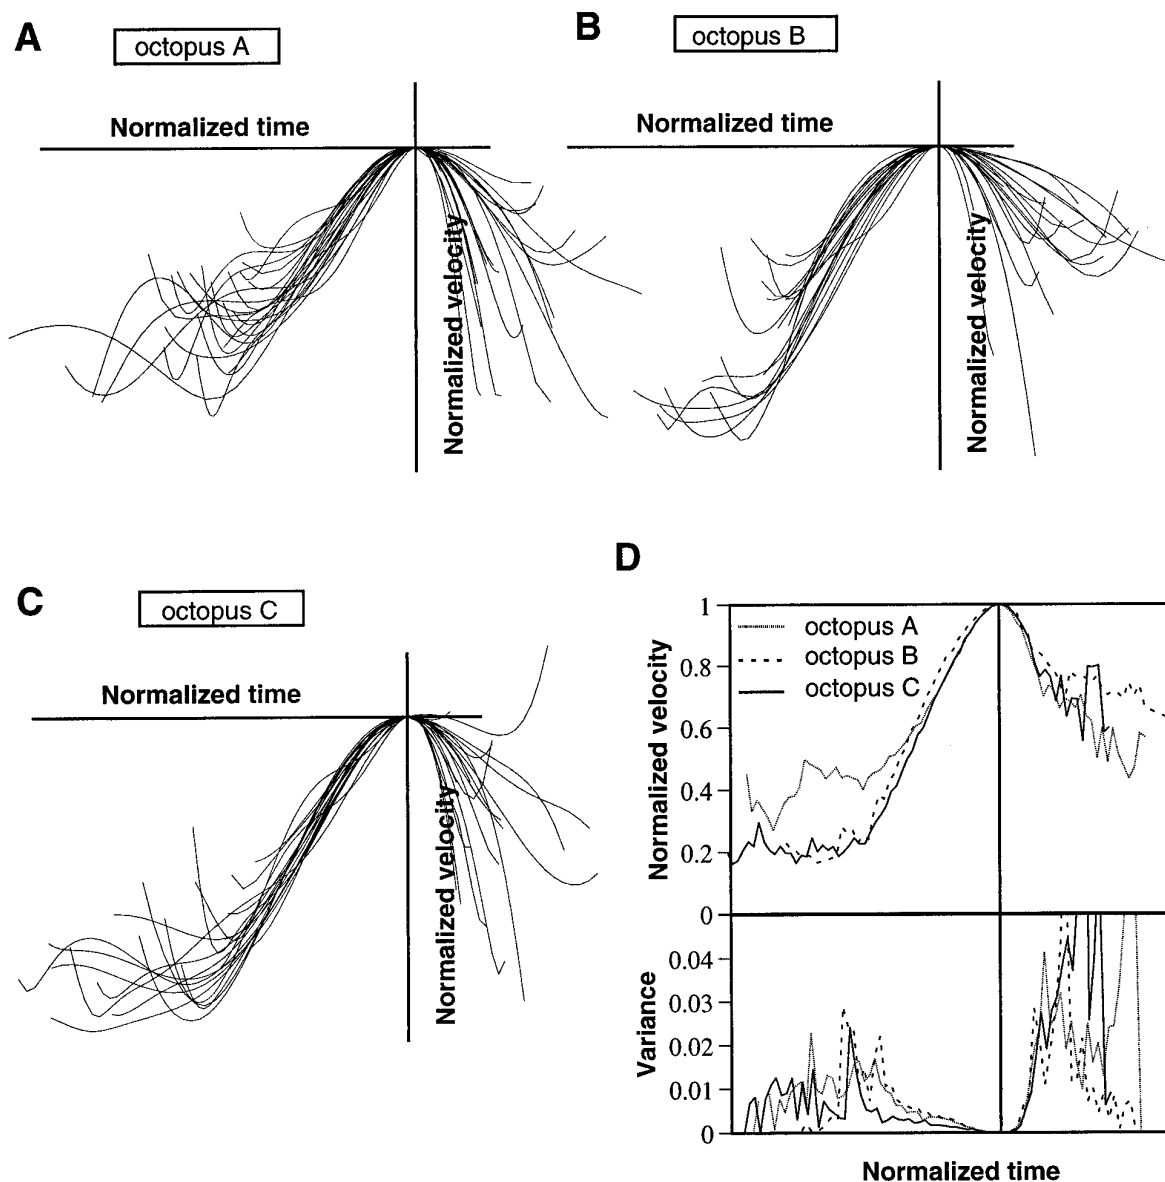 A
octopus A
Normalized time
Normalized velocity
B
octopus B
Normalized time
Normalized velocity
C
octopus C
Normalized time
Normalized velocity
D
1
0.8
0.6
0.4
0.2
0
Normalized velocity
octopus A
octopus B
octopus C
0.04
0.03
0.02
0.01
0
Variance
Normalized time